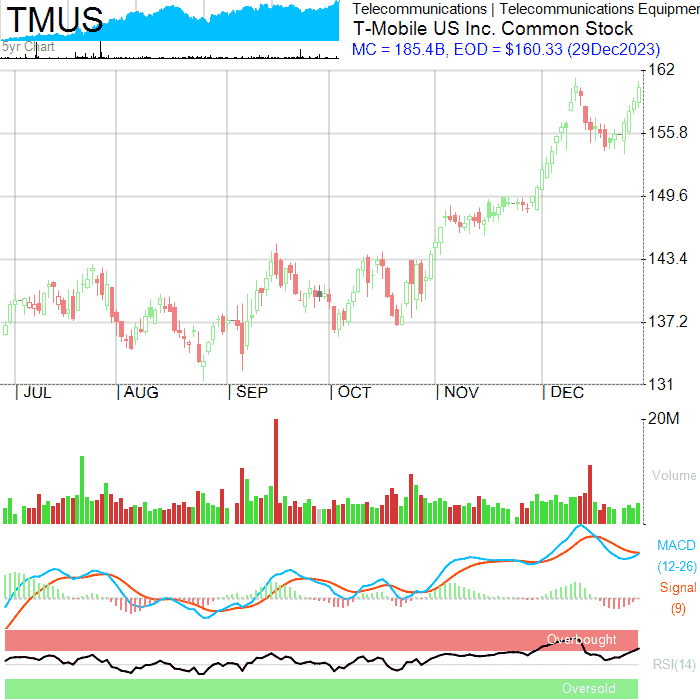 TMUS
5yr Chart
Telecommunications | Telecommunications Equipmen
T-Mobile US Inc. Common Stock
MC = 185.4B, EOD = $160.33 (29Dec2023)
162
155.8
149.6
143.4
137.2
131
JUL AUG SEP OCT NOV DEC
20M
Volume
MACD
(12-26)
Signal
(9)
Overbought
RSI(14)
Oversold